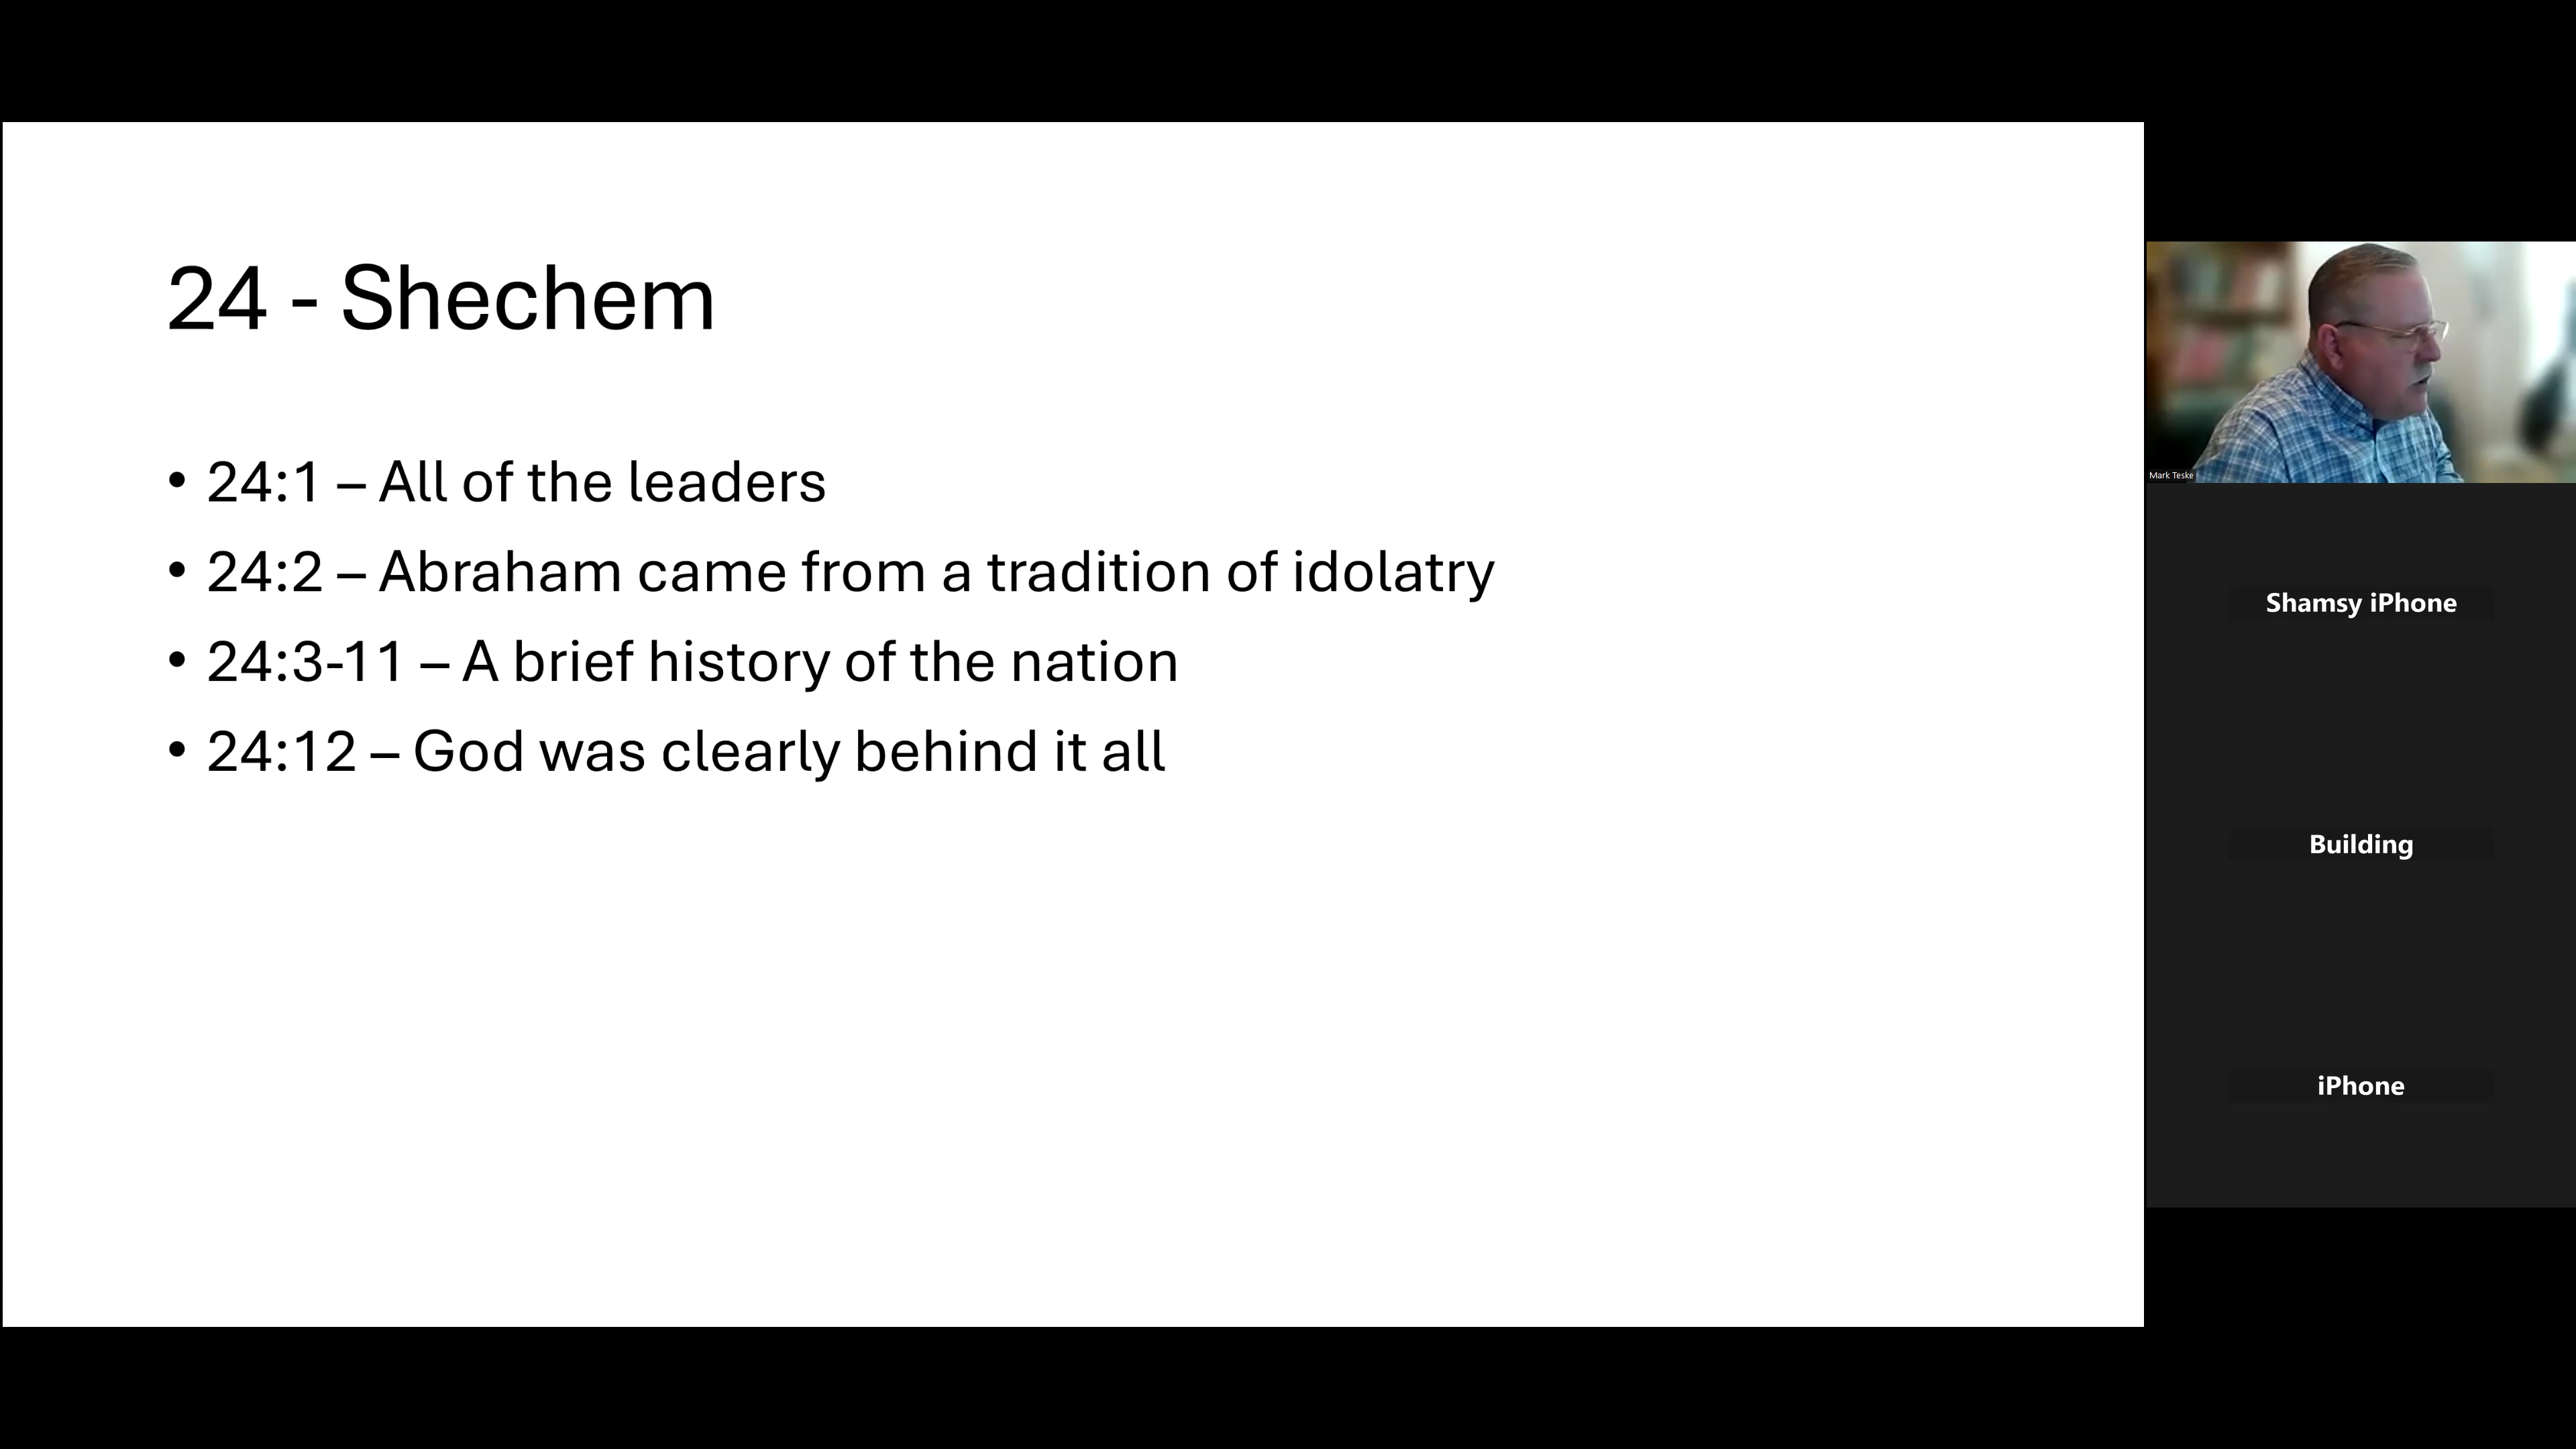 24 - Shechem
• 24:1 – All of the leaders
• 24:2 – Abraham came from a tradition of idolatry
• 24:3-11 – A brief history of the nation
• 24:12 – God was clearly behind it all
Mark Teske
Shamsy iPhone
Building
iPhone